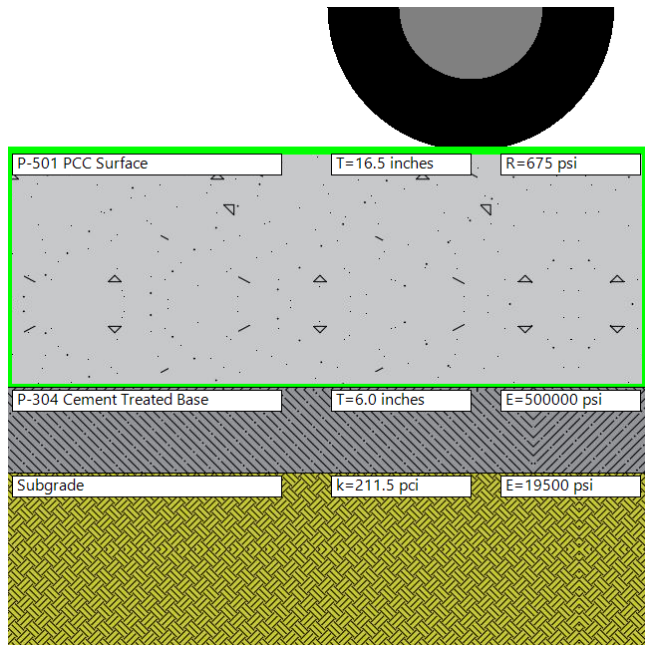 P-501 PCC Surface T=16.5 inches R=675 psi
P-304 Cement Treated Base T=6.0 inches E=500000 psi
Subgrade k=211.5 pci E=19500 psi